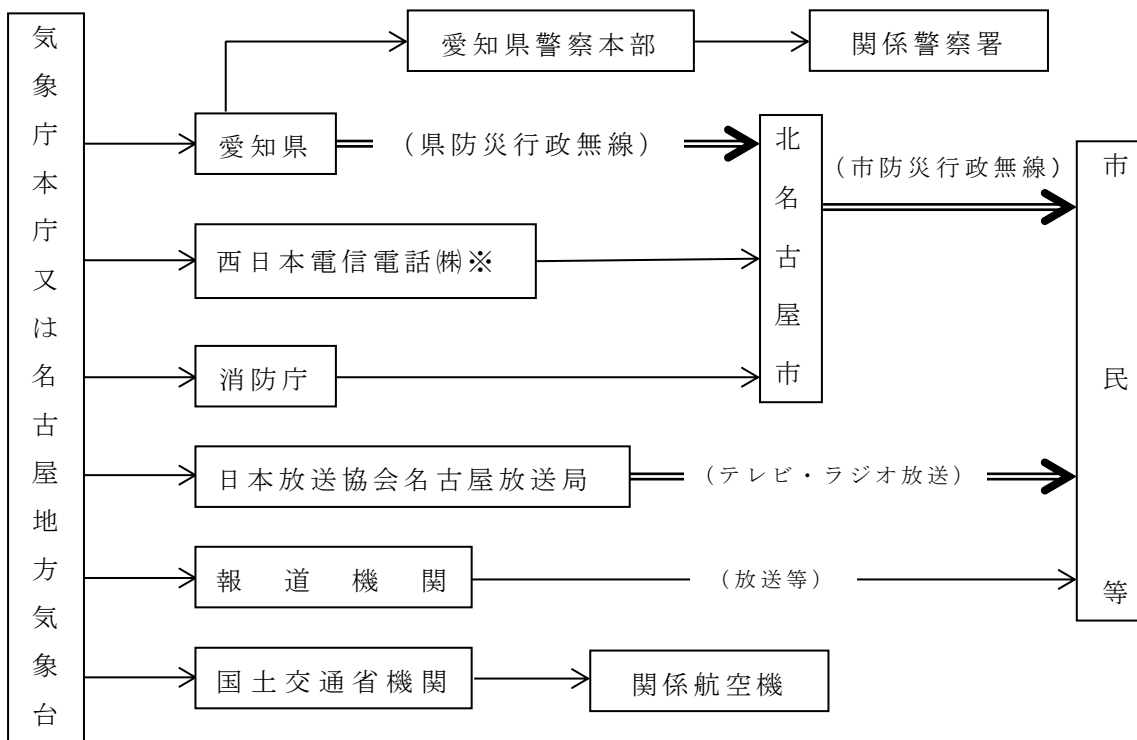 気象庁本庁又は名古屋地方気象台
愛知県警察本部
関係警察署
愛知県
（県防災行政無線）
北名古屋市
（市防災行政無線）
市民等
西日本電信電話㈱※
消防庁
日本放送協会名古屋放送局
（テレビ・ラジオ放送）
報道機関
（放送等）
国土交通省機関
関係航空機